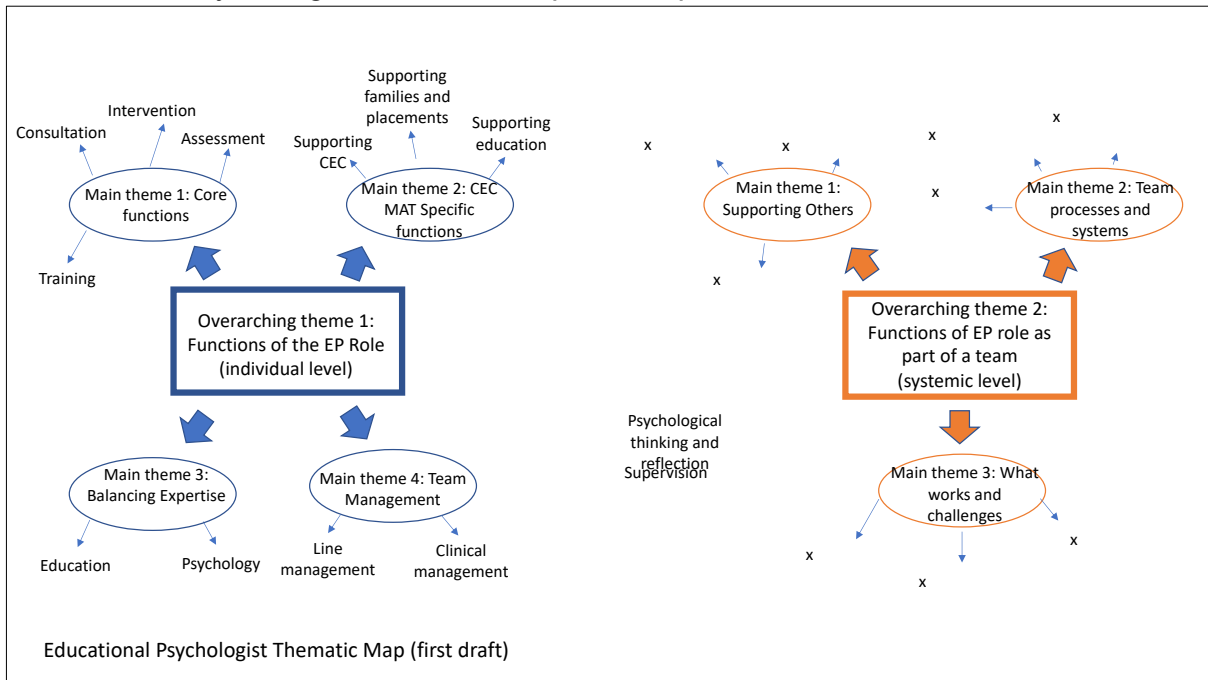 Supporting
families and
placements
Intervention
Consultation
Assessment
Supporting
CEC
Supporting
education
Main theme 1: Core
functions
Main theme 2: CEC
MAT Specific
functions
Training
Overarching theme 1:
Functions of the EP Role
(individual level)
Main theme 3:
Balancing Expertise
Main theme 4: Team
Management
Education
Psychology
Line
management
Clinical
management
x
x
x
x
x
Main theme 1:
Supporting Others
Main theme 2: Team
processes and
systems
x
Overarching theme 2:
Functions of EP role as
part of a team
(systemic level)
Psychological
thinking and
reflection
Supervision
Main theme 3: What
works and
challenges
x
x
x
Educational Psychologist Thematic Map (first draft)